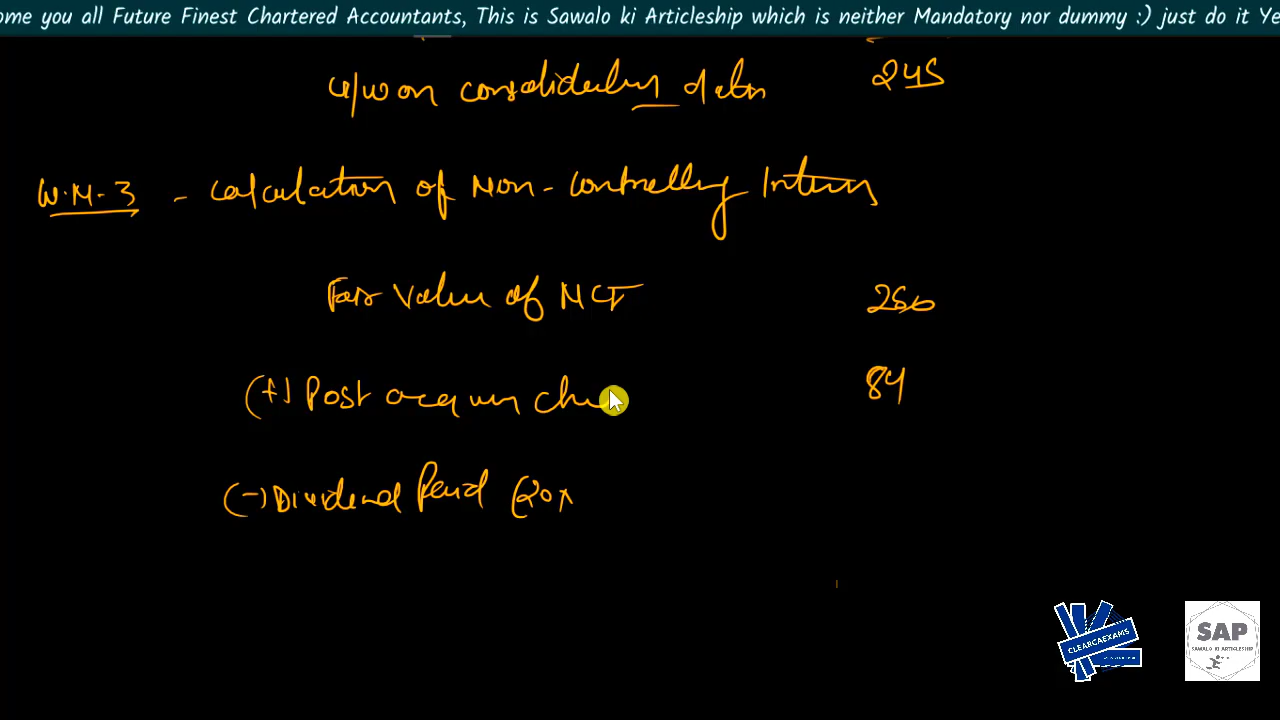 ome you all Future Finest Chartered Accountants, This is Sawalo ki Articleship which is neither Mandatory nor dummy :) just do it Ye
G/w on consolidation date 245
W.N-3 - Calculation of Non-Controlling Interest
Fair Value of NCI 260
(+) Post acqun 84
(-) Dividend Paid (20%
CLEARCAEXAMS
SAP
SAWALO KI ARTICLESHIP